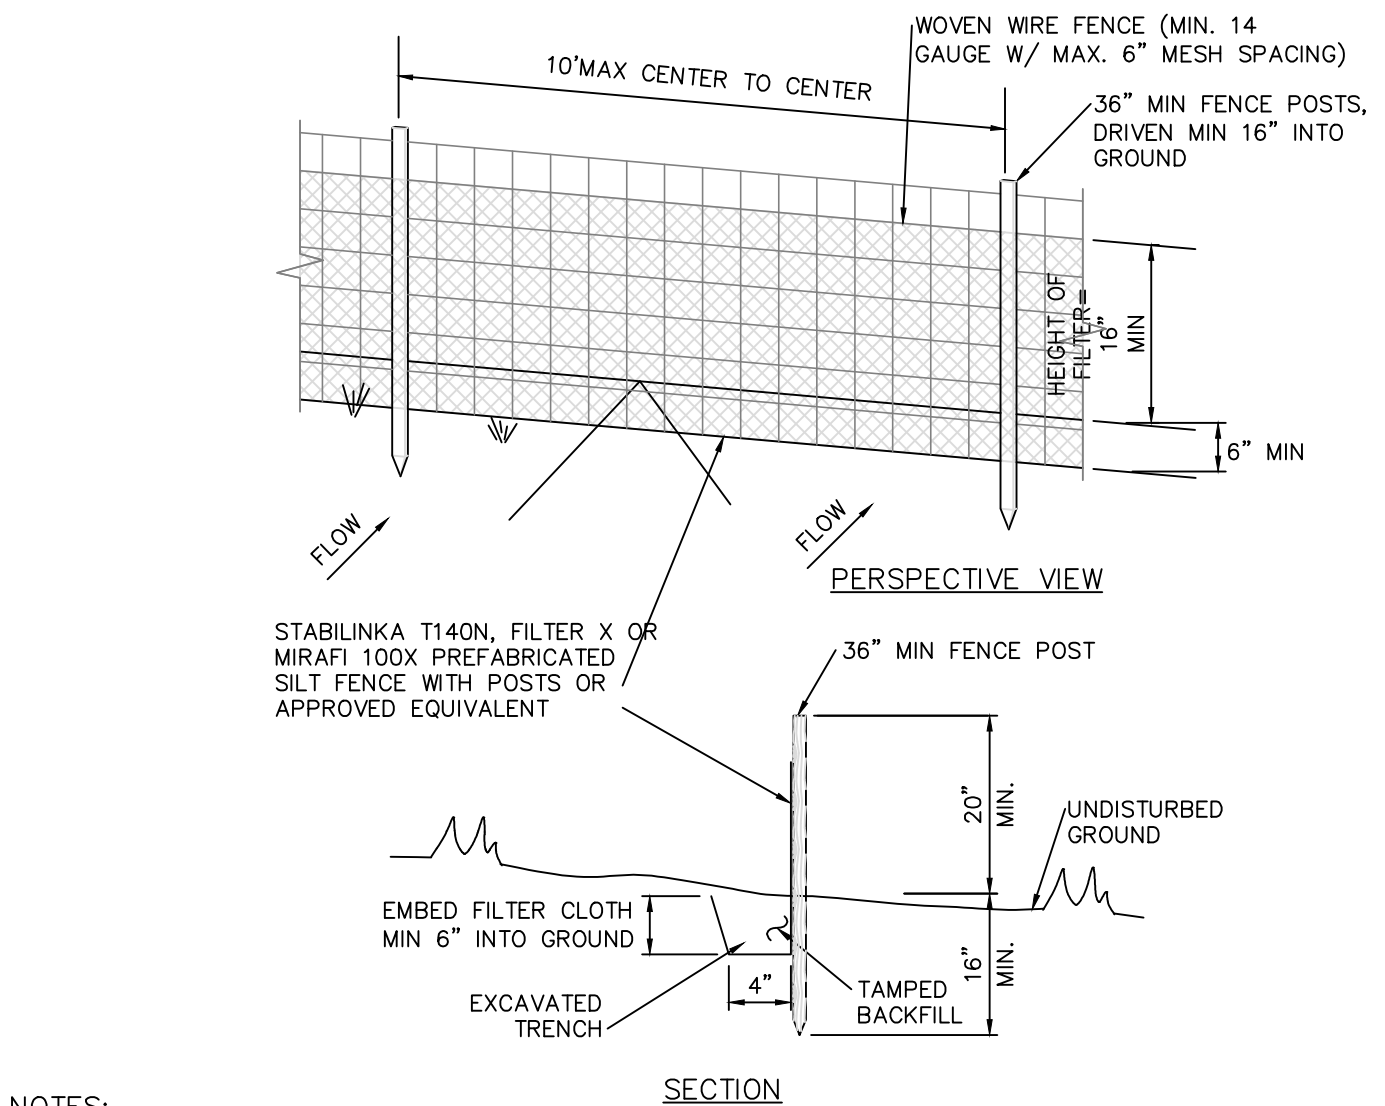 WOVEN WIRE FENCE (MIN. 14
GAUGE W/ MAX. 6” MESH SPACING)
10'MAX CENTER TO CENTER
36” MIN FENCE POSTS,
DRIVEN MIN 16” INTO
GROUND
HEIGHT OF
FILTER=
16”
MIN
6” MIN
FLOW
FLOW
PERSPECTIVE VIEW
STABILINKA T140N, FILTER X OR
MIRAFI 100X PREFABRICATED
SILT FENCE WITH POSTS OR
APPROVED EQUIVALENT
36” MIN FENCE POST
20”
MIN.
UNDISTURBED
GROUND
EMBED FILTER CLOTH
MIN 6” INTO GROUND
16”
MIN.
4”
EXCAVATED
TRENCH
TAMPED
BACKFILL
SECTION
NOTES: